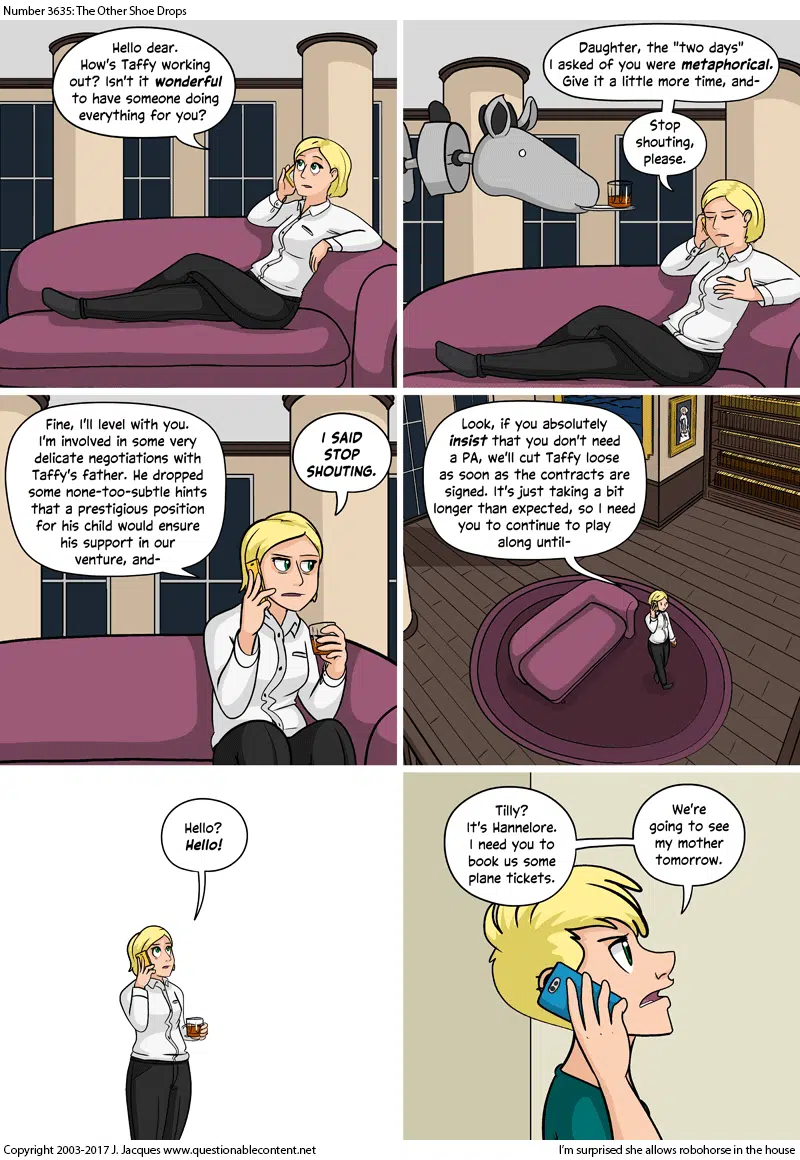 Number 3635: The Other Shoe Drops
Hello dear.
How's Taffy working
out? Isn't it wonderful
to have someone doing
everything for you?
Daughter, the "two days"
I asked of you were metaphorical.
Give it a little more time, and-
Stop
shouting,
please.
Fine, I'll level with you.
I'm involved in some very
delicate negotiations with
Taffy's father. He dropped
some none-too-subtle hints
that a prestigious position
for his child would ensure
his support in our
venture, and-
I SAID
STOP
SHOUTING.
Look, if you absolutely
insist that you don't need
a PA, we'll cut Taffy loose
as soon as the contracts are
signed. It's just taking a bit
longer than expected, so I need
you to continue to play
along until-
Hello?
Hello!
Tilly?
It's Hannelore.
I need you to
book us some
plane tickets.
We're
going to see
my mother
tomorrow.
Copyright 2003-2017 J. Jacques www.questionablecontent.net
I'm surprised she allows robohorse in the house